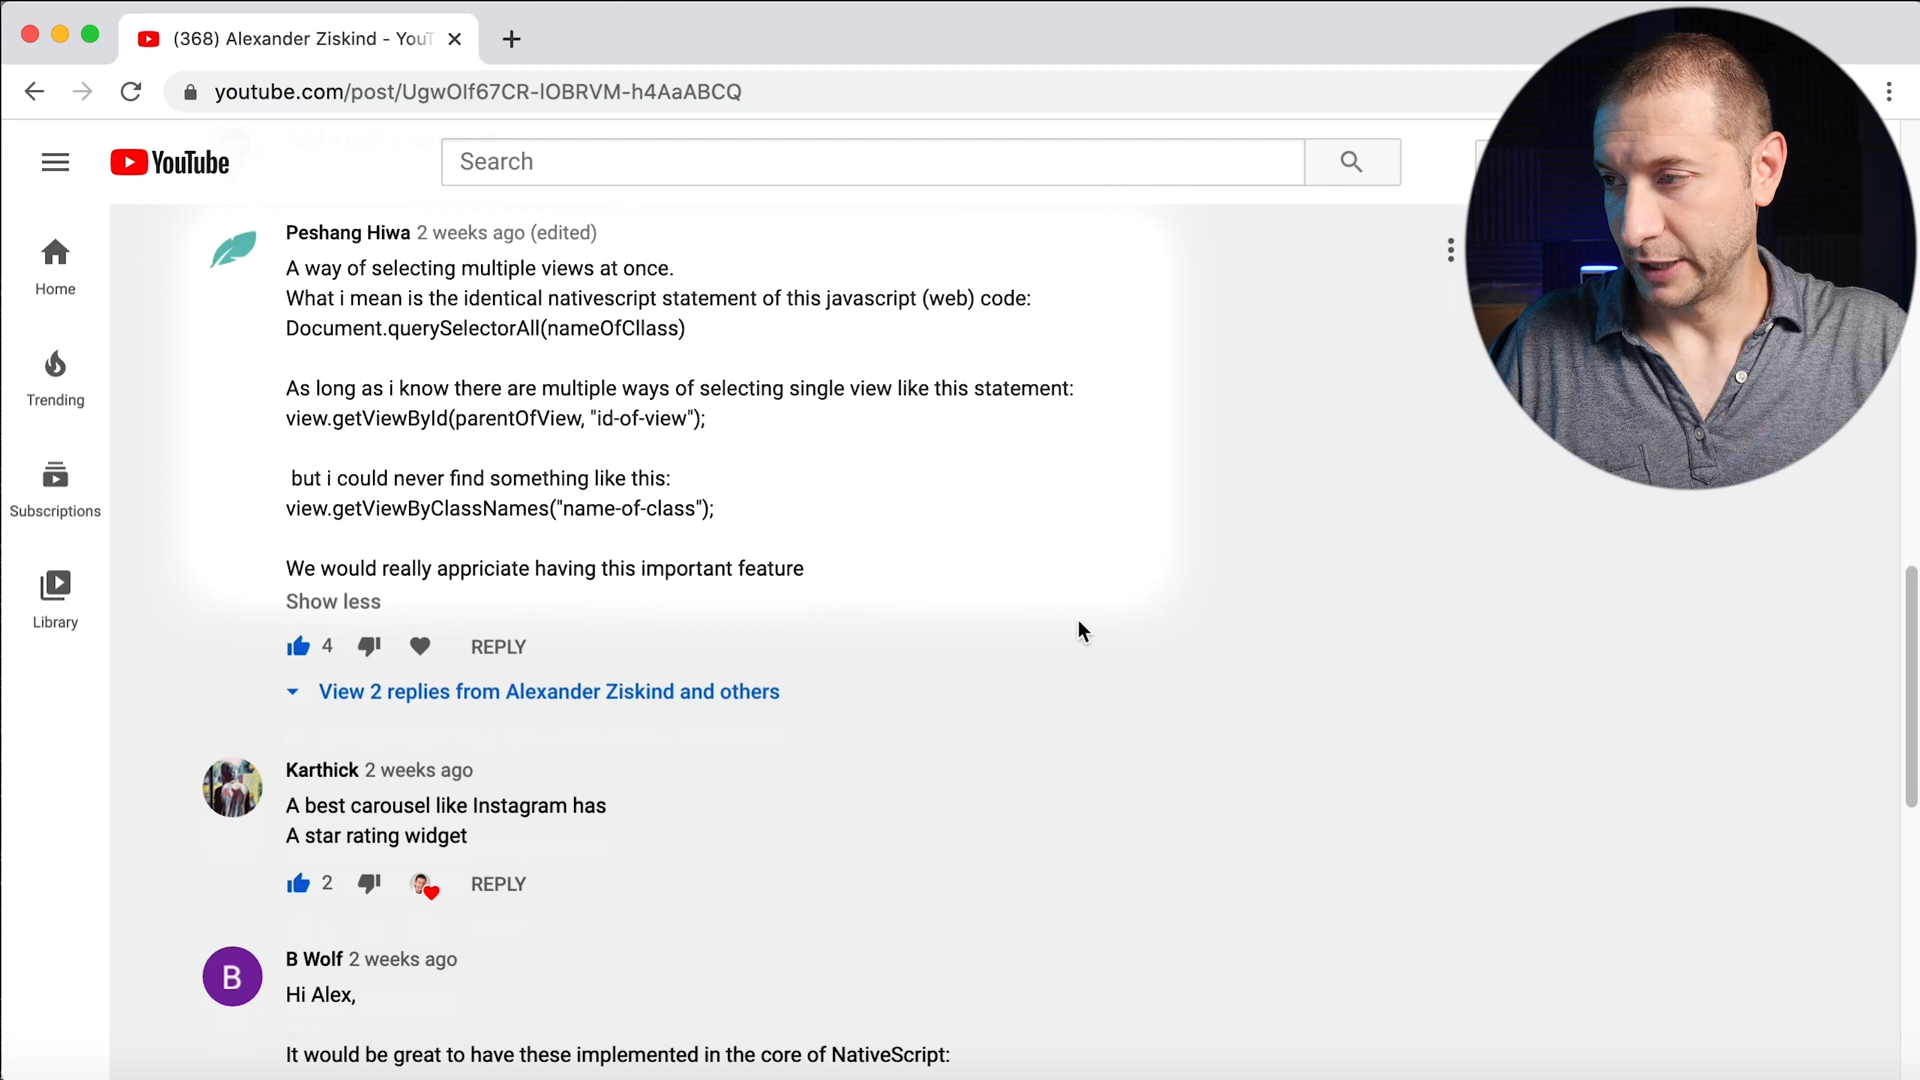 (368) Alexander Ziskind - YouT
youtube.com/post/UgwOIf67CR-lOBRVM-h4AaABCQ
YouTube
Search
Home
Trending
Subscriptions
Library
Peshang Hiwa 2 weeks ago (edited)
A way of selecting multiple views at once.
What i mean is the identical nativescript statement of this javascript (web) code:
Document.querySelectorAll(nameOfCllass)
As long as i know there are multiple ways of selecting single view like this statement:
view.getViewById(parentOfView, "id-of-view");
but i could never find something like this:
view.getViewByClassNames("name-of-class");
We would really appriciate having this important feature
Show less
4 REPLY
View 2 replies from Alexander Ziskind and others
Karthick 2 weeks ago
A best carousel like Instagram has
A star rating widget
2 REPLY
B
B Wolf 2 weeks ago
Hi Alex,
It would be great to have these implemented in the core of NativeScript: